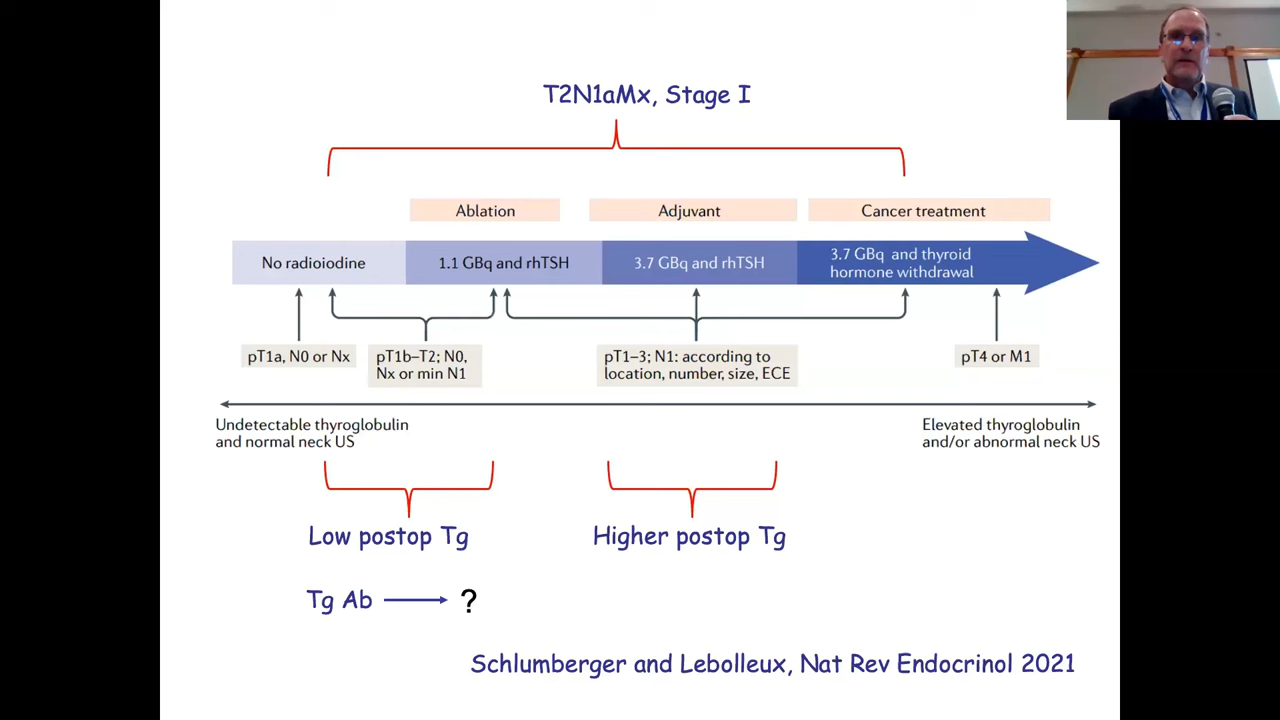 T2N1aMx, Stage I
Ablation
Adjuvant
Cancer treatment
No radioiodine
1.1 GBq and rhTSH
3.7 GBq and rhTSH
3.7 GBq and thyroid
hormone withdrawal
pT1a, N0 or Nx
pT1b–T2; N0,
Nx or min N1
pT1–3; N1: according to
location, number, size, ECE
pT4 or M1
Undetectable thyroglobulin
and normal neck US
Elevated thyroglobulin
and/or abnormal neck US
Low postop Tg
Higher postop Tg
Tg Ab
?
Schlumberger and Lebolleux, Nat Rev Endocrinol 2021